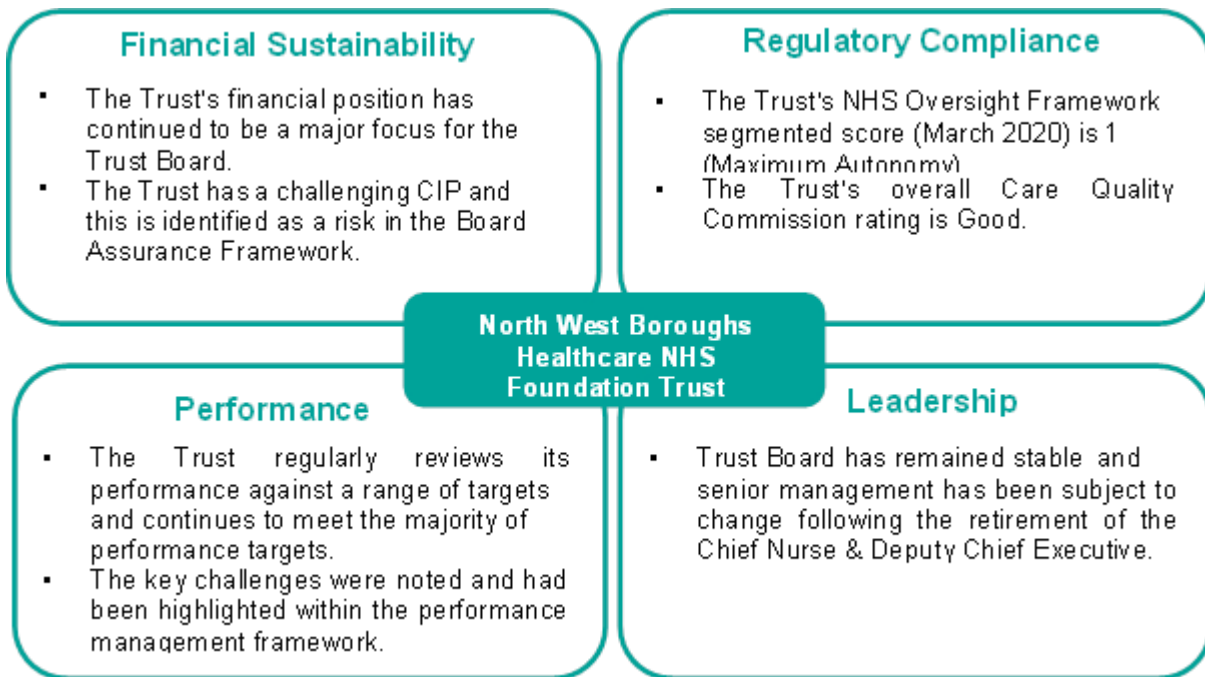 Financial Sustainability
▪ The Trust's financial position has
continued to be a major focus for the
Trust Board.
▪ The Trust has a challenging CIP and
this is identified as a risk in the Board
Assurance Framework.
Regulatory Compliance
▪ The Trust's NHS Oversight Framework
segmented score (March 2020) is 1
(Maximum Autonomy)
▪ The Trust's overall Care Quality
Commission rating is Good.
North West Boroughs
Healthcare NHS
Foundation Trust
Performance
▪ The Trust regularly reviews its
performance against a range of targets
and continues to meet the majority of
performance targets.
▪ The key challenges were noted and had
been highlighted within the performance
management framework.
Leadership
▪ Trust Board has remained stable and
senior management has been subject to
change following the retirement of the
Chief Nurse & Deputy Chief Executive.